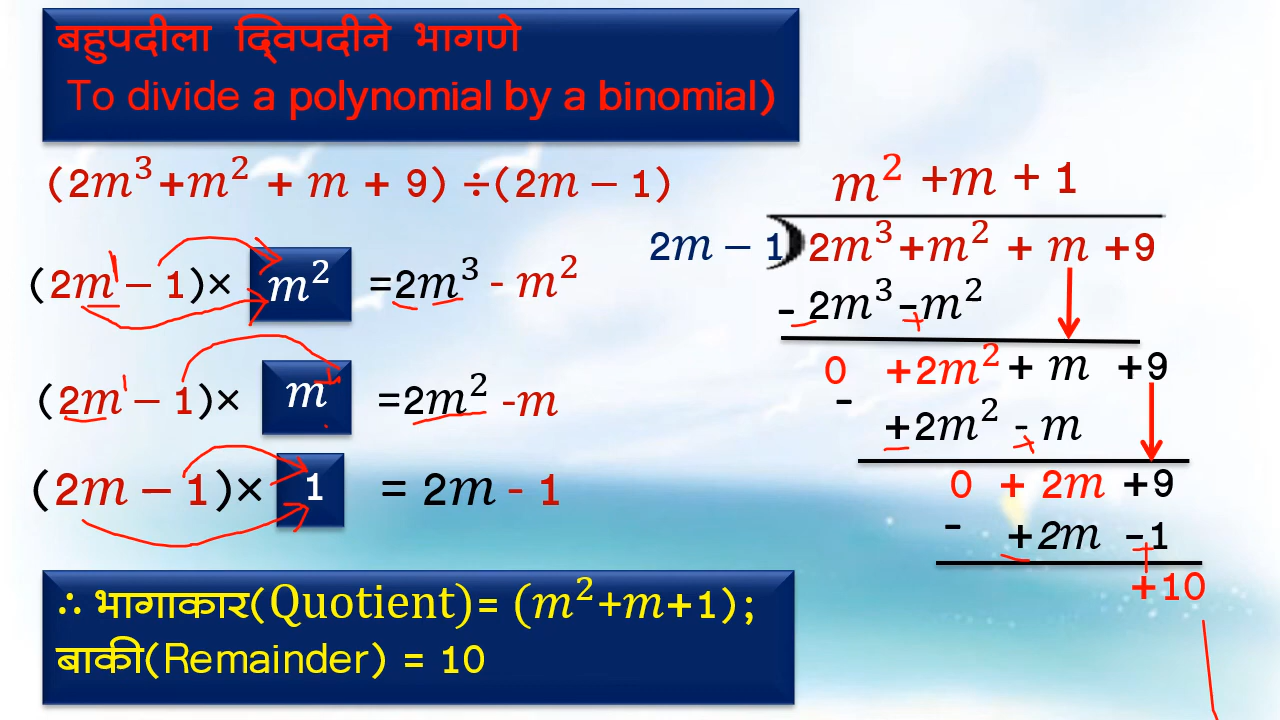 बहुपदीला द्विपदीने भागणे
To divide a polynomial by a binomial)
(2m³+m² + m + 9) ÷(2m − 1)
(2m − 1)× m² =2m³ - m²
(2m − 1)× m =2m² -m
(2m − 1)× 1 = 2m - 1
∴ भागाकार(Quotient)= (m²+m+1);
बाकी(Remainder) = 10
m² +m + 1
2m − 1) 2m³+m² + m +9
- 2m³−m²
0 +2m² + m +9
- +2m² - m
0 + 2m +9
- +2m −1
+10